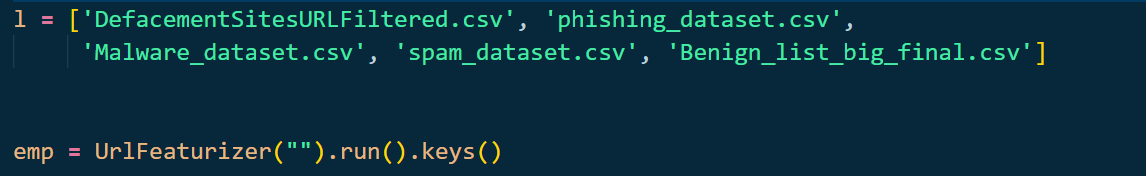 l = ['DefacementSitesURLFiltered.csv', 'phishing_dataset.csv',
'Malware_dataset.csv', 'spam_dataset.csv', 'Benign_list_big_final.csv']
emp = UrlFeaturizer("").run().keys()